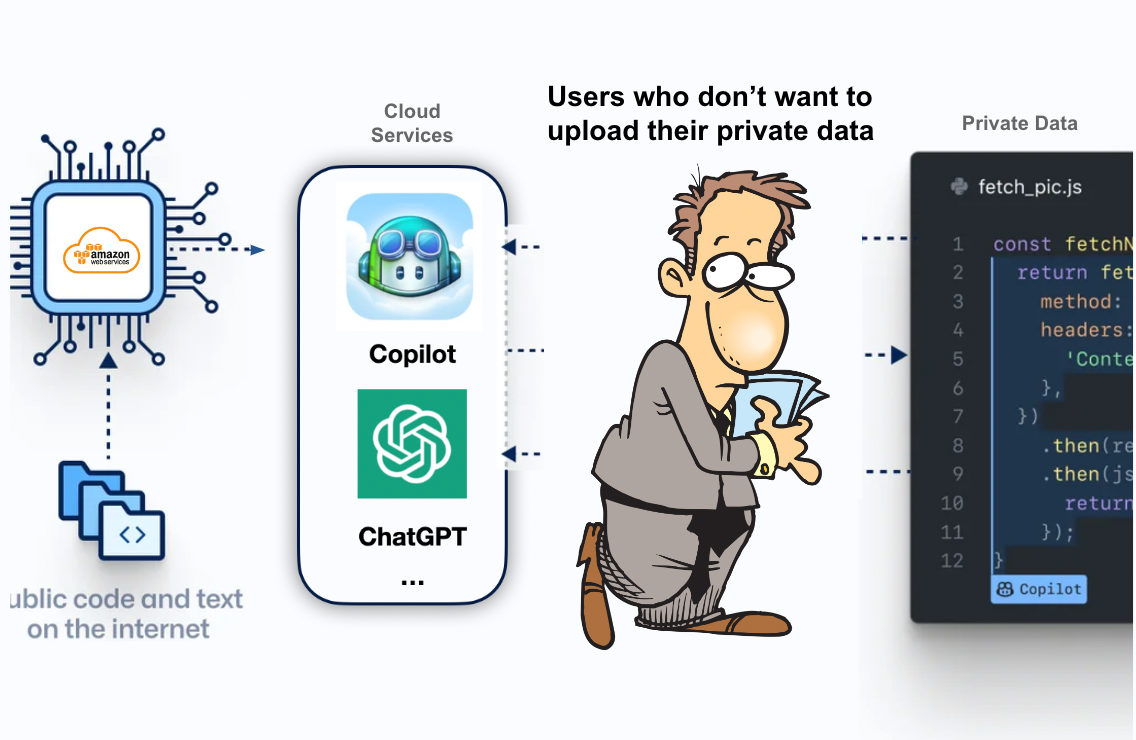 Cloud
Services
Users who don't want to
upload their private data
Private Data
amazon
web services
Copilot
ChatGPT
...
<>
ublic code and text
on the internet
fetch_pic.js
1 const fetchN
2 return fet
3 method:
4 headers:
5 'Conte
6 },
7 })
8 .then(re
9 .then(js
10 return
11 });
12 }
Copilot